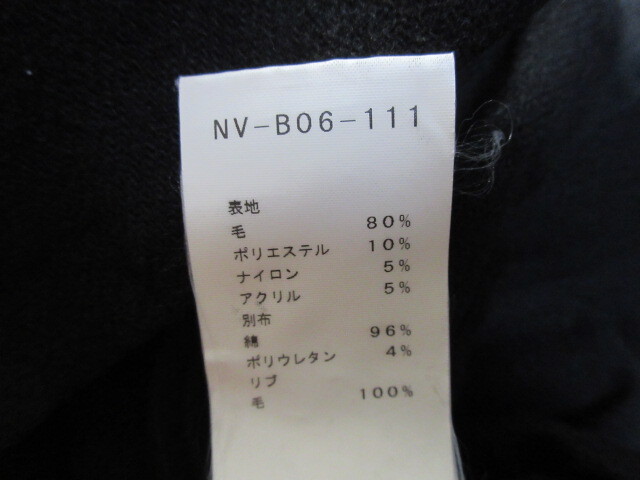 NV-B06-111
表地
毛 80%
ポリエステル 10%
ナイロン 5%
アクリル 5%
別布
綿 96%
ポリウレタン 4%
リブ
毛 100%